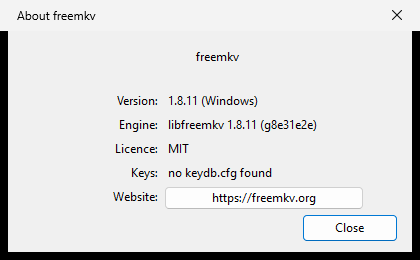 About freemkv
freemkv
Version: 1.8.11 (Windows)
Engine: libfreemkv 1.8.11 (g8e31e2e)
Licence: MIT
Keys: no keydb.cfg found
Website: https://freemkv.org
Close